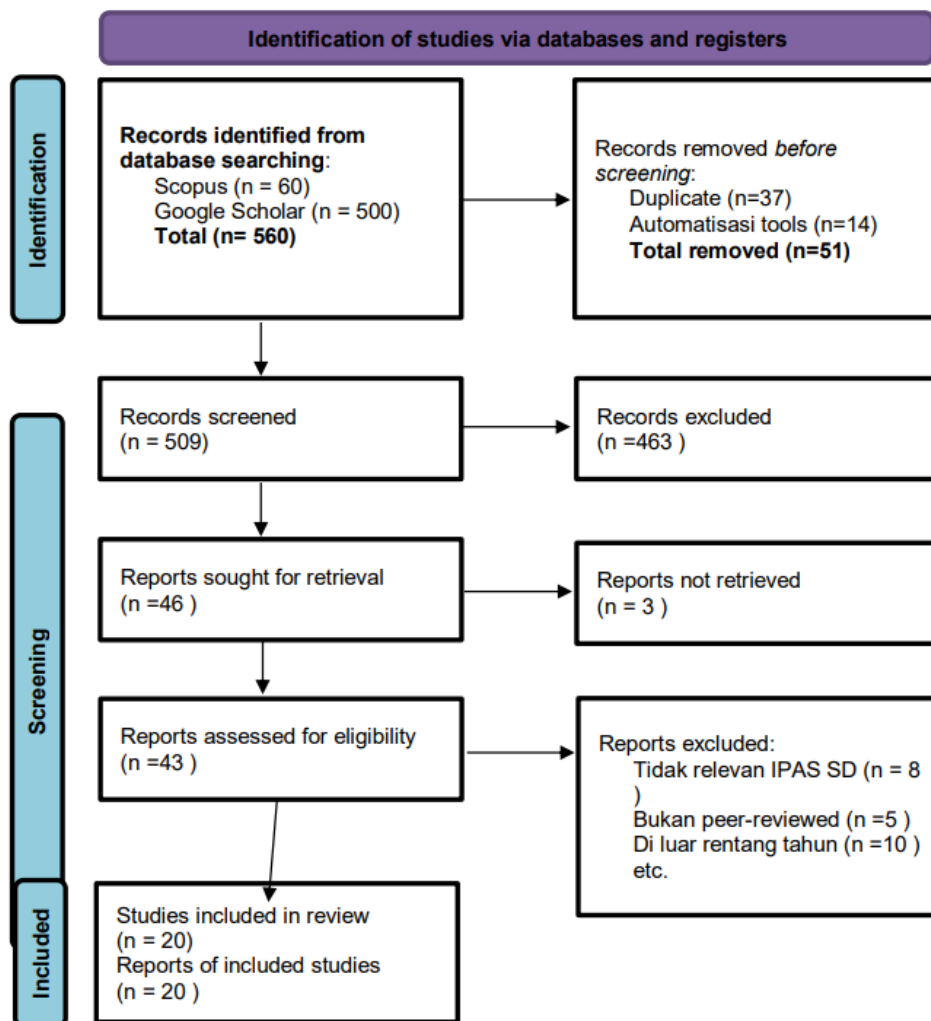 Identification of studies via databases and registers
Identification
Records identified from
database searching:
Scopus (n = 60)
Google Scholar (n = 500)
Total (n= 560)
Records removed before
screening:
Duplicate (n=37)
Automatisasi tools (n=14)
Total removed (n=51)
Screening
Records screened
(n = 509)
Records excluded
(n =463 )
Reports sought for retrieval
(n =46 )
Reports not retrieved
(n = 3 )
Reports assessed for eligibility
(n =43 )
Reports excluded:
Tidak relevan IPAS SD (n = 8
)
Bukan peer-reviewed (n =5 )
Di luar rentang tahun (n =10 )
etc.
Included
Studies included in review
(n = 20)
Reports of included studies
(n = 20 )